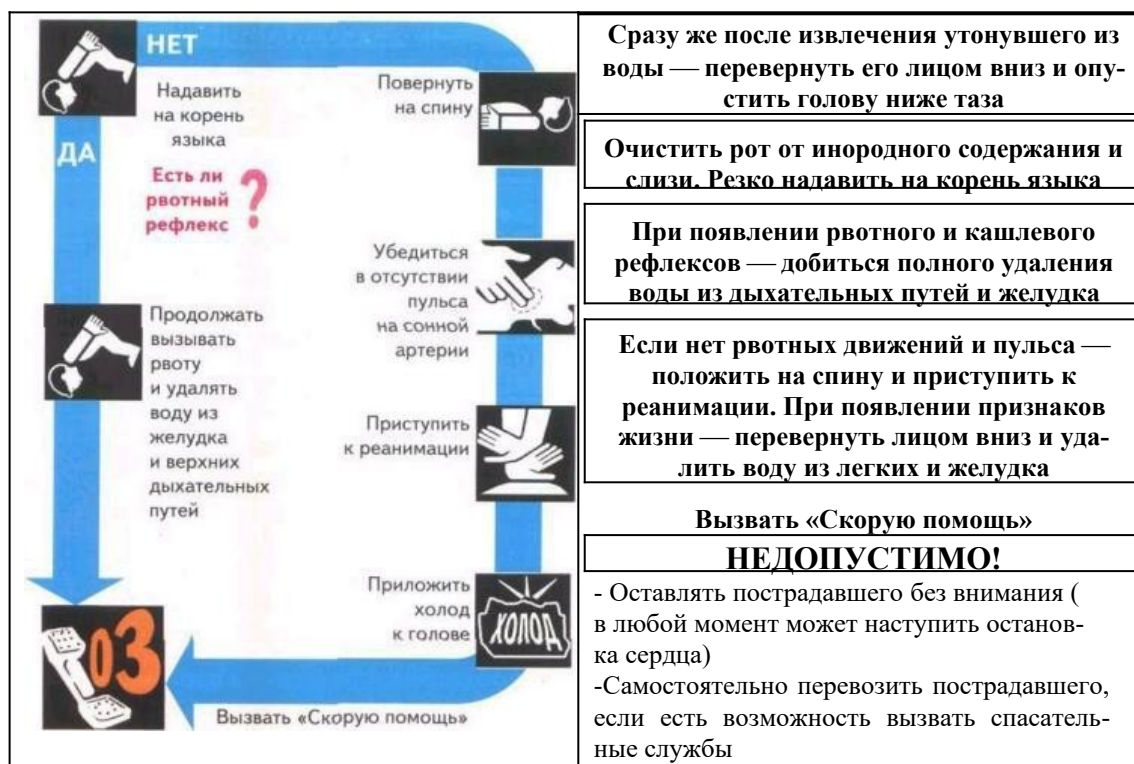 НЕТ
Надавить
на корень
языка
ДА
Есть ли
рвотный
рефлекс
?
Продолжать
вызывать
рвоту
и удалять
воду из
желудка
и верхних
дыхательных
путей
Повернуть
на спину
Убедиться
в отсутствии
пульса
на сонной
артерии
Приступить
к реанимации
Приложить
холод
к голове
ХОЛОД
03
Вызвать «Скорую помощь»
Сразу же после извлечения утонувшего из
воды — перевернуть его лицом вниз и опу-
стить голову ниже таза
Очистить рот от инородного содержания и
слизи. Резко надавить на корень языка
При появлении рвотного и кашлевого
рефлексов — добиться полного удаления
воды из дыхательных путей и желудка
Если нет рвотных движений и пульса —
положить на спину и приступить к
реанимации. При появлении признаков
жизни — перевернуть лицом вниз и уда-
лить воду из легких и желудка
Вызвать «Скорую помощь»
НЕДОПУСТИМО!
- Оставлять пострадавшего без внимания (
в любой момент может наступить останов-
ка сердца)
-Самостоятельно перевозить пострадавшего,
если есть возможность вызвать спасатель-
ные службы